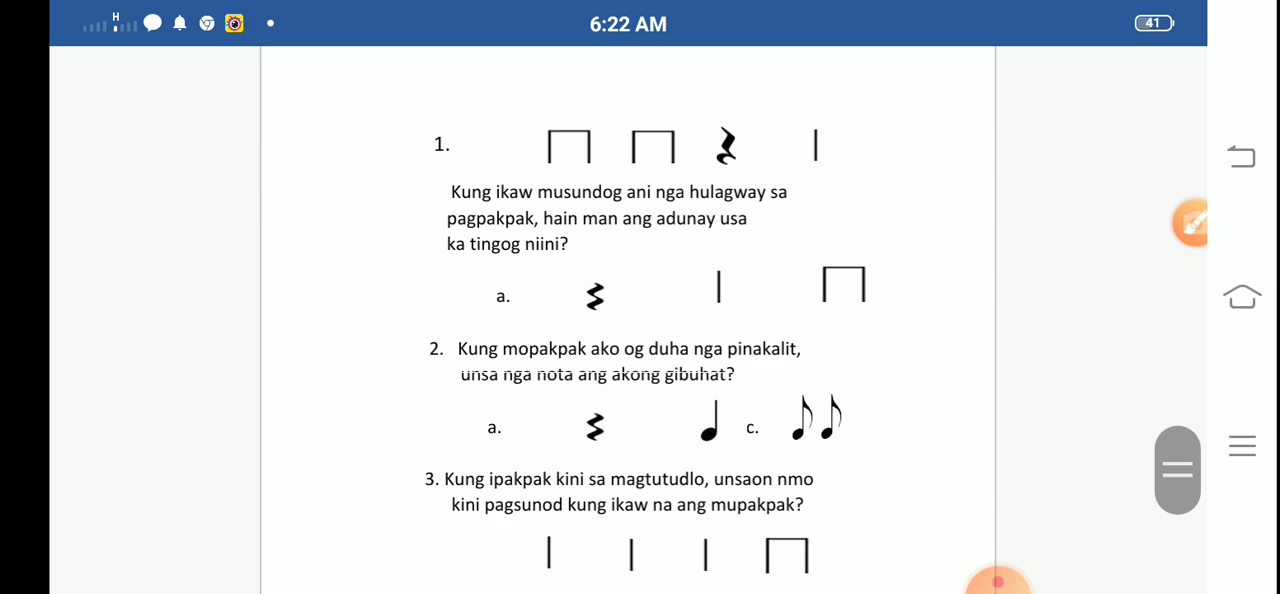 H
6:22 AM
41
1.
Kung ikaw musundog ani nga hulagway sa
pagpakpak, hain man ang adunay usa
ka tingog niini?
a.
2. Kung mopakpak ako og duha nga pinakalit,
unsa nga nota ang akong gibuhat?
a. c.
3. Kung ipakpak kini sa magtutudlo, unsaon nmo
kini pagsunod kung ikaw na ang mupakpak?